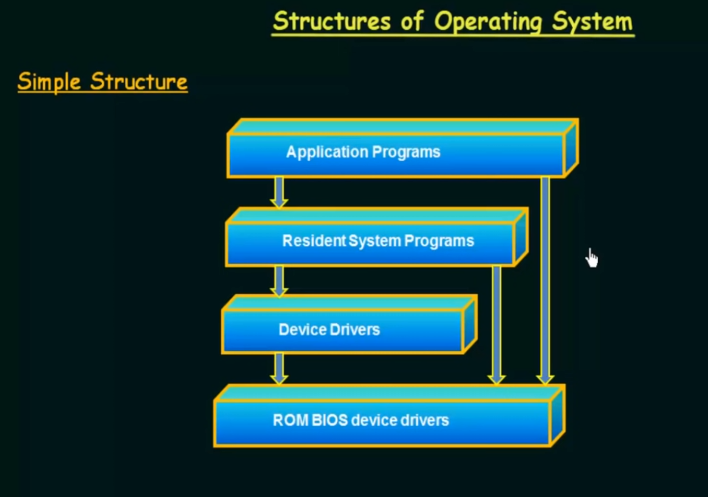 Structures of Operating System
Simple Structure
Application Programs
Resident System Programs
Device Drivers
ROM BIOS device drivers